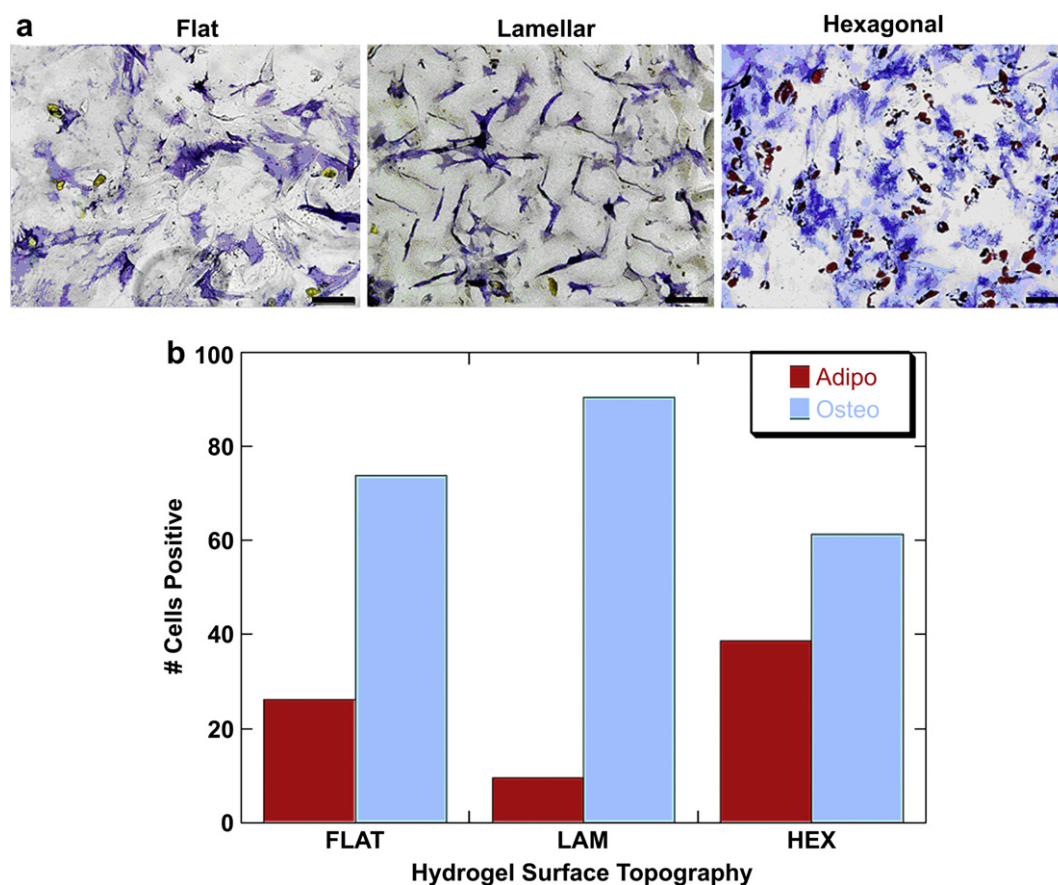 a
Flat
Lamellar
Hexagonal
b
100
80
60
40
20
0
# Cells Positive
Adipo
Osteo
FLAT
LAM
HEX
Hydrogel Surface Topography